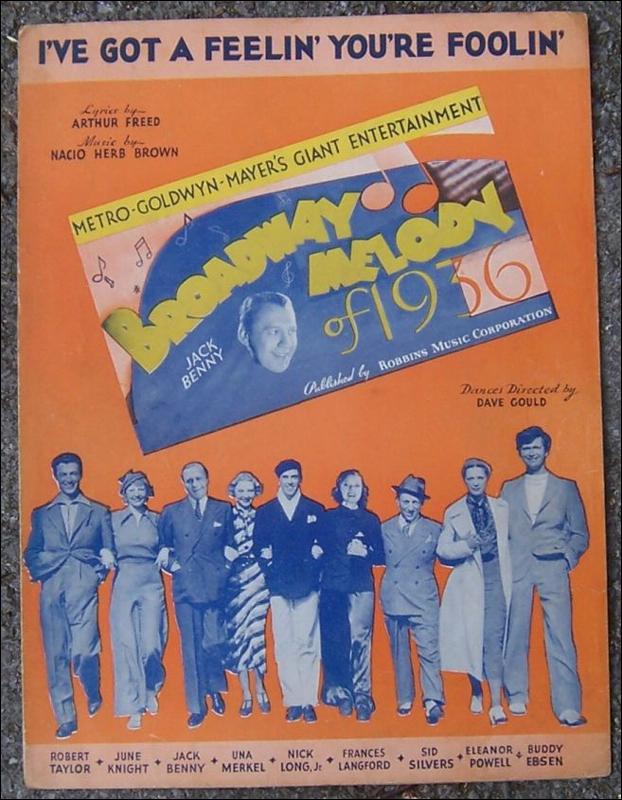 I'VE GOT A FEELIN' YOU'RE FOOLIN'
Lyrics by
ARTHUR FREED
Music by
NACIO HERB BROWN
METRO-GOLDWYN-MAYER'S GIANT ENTERTAINMENT
BROADWAY
MELODY
of 1936
JACK
BENNY
Published by ROBBINS MUSIC CORPORATION
Dances Directed by
DAVE GOULD
ROBERT TAYLOR + JUNE KNIGHT + JACK BENNY + UNA MERKEL + NICK LONG, Jr. + FRANCES LANGFORD + SID SILVERS + ELEANOR POWELL + BUDDY EBSEN